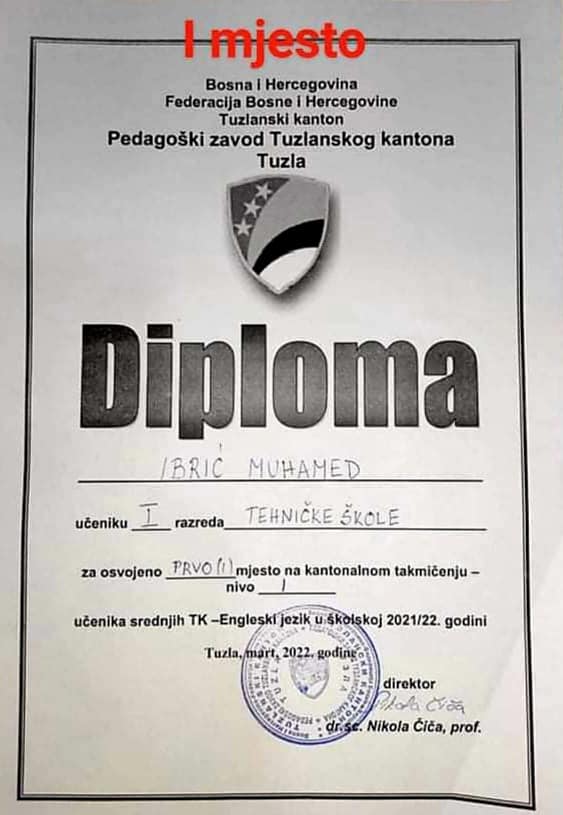 I mjesto
Bosna i Hercegovina
Federacija Bosne i Hercegovine
Tuzlanski kanton
Pedagoški zavod Tuzlanskog kantona
Tuzla
Diploma
IBRIĆ MUHAMED
učeniku I razreda TEHNIČKE ŠKOLE
za osvojeno PRVO (I) mjesto na kantonalnom takmičenju –
nivo I
učenika srednjih TK –Engleski jezik u školskoj 2021/22. godini
Tuzla, mart, 2022. godine
direktor
dr.sc. Nikola Čiča, prof.